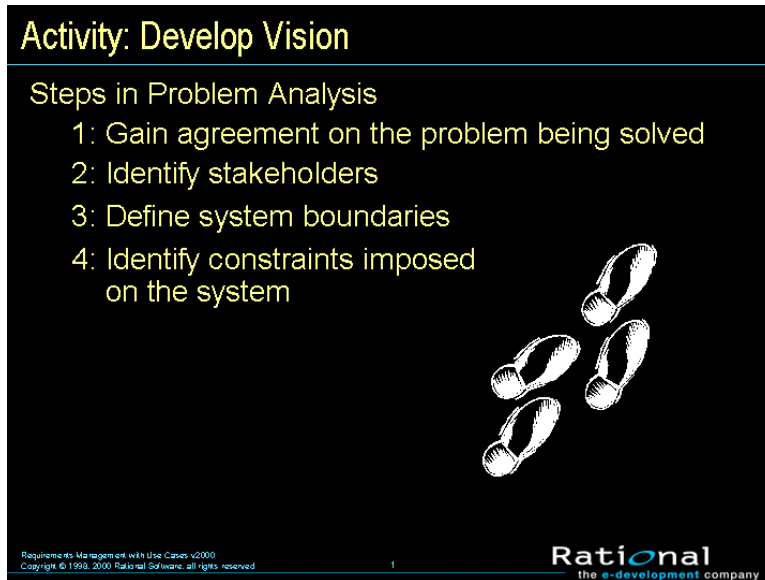 Activity: Develop Vision
Steps in Problem Analysis
1: Gain agreement on the problem being solved
2: Identify stakeholders
3: Define system boundaries
4: Identify constraints imposed
on the system
Requirements Management with Use Cases v2000
Copyright © 1998, 2000 Rational Software, all rights reserved
1
Rational
the e-development company